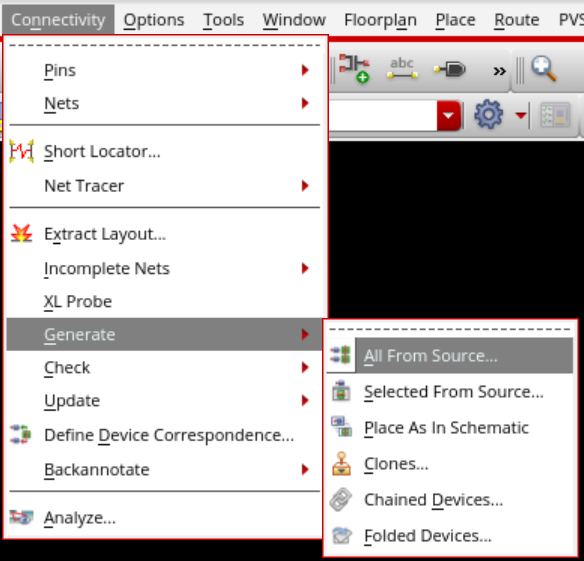 Connectivity Options Tools Window Floorplan Place Route PVS
Pins
Nets
abc
»
Short Locator...
Net Tracer
Extract Layout...
Incomplete Nets
XL Probe
Generate
Check
Update
Define Device Correspondence...
Backannotate
Analyze...
All From Source...
Selected From Source...
Place As In Schematic
Clones...
Chained Devices...
Folded Devices...